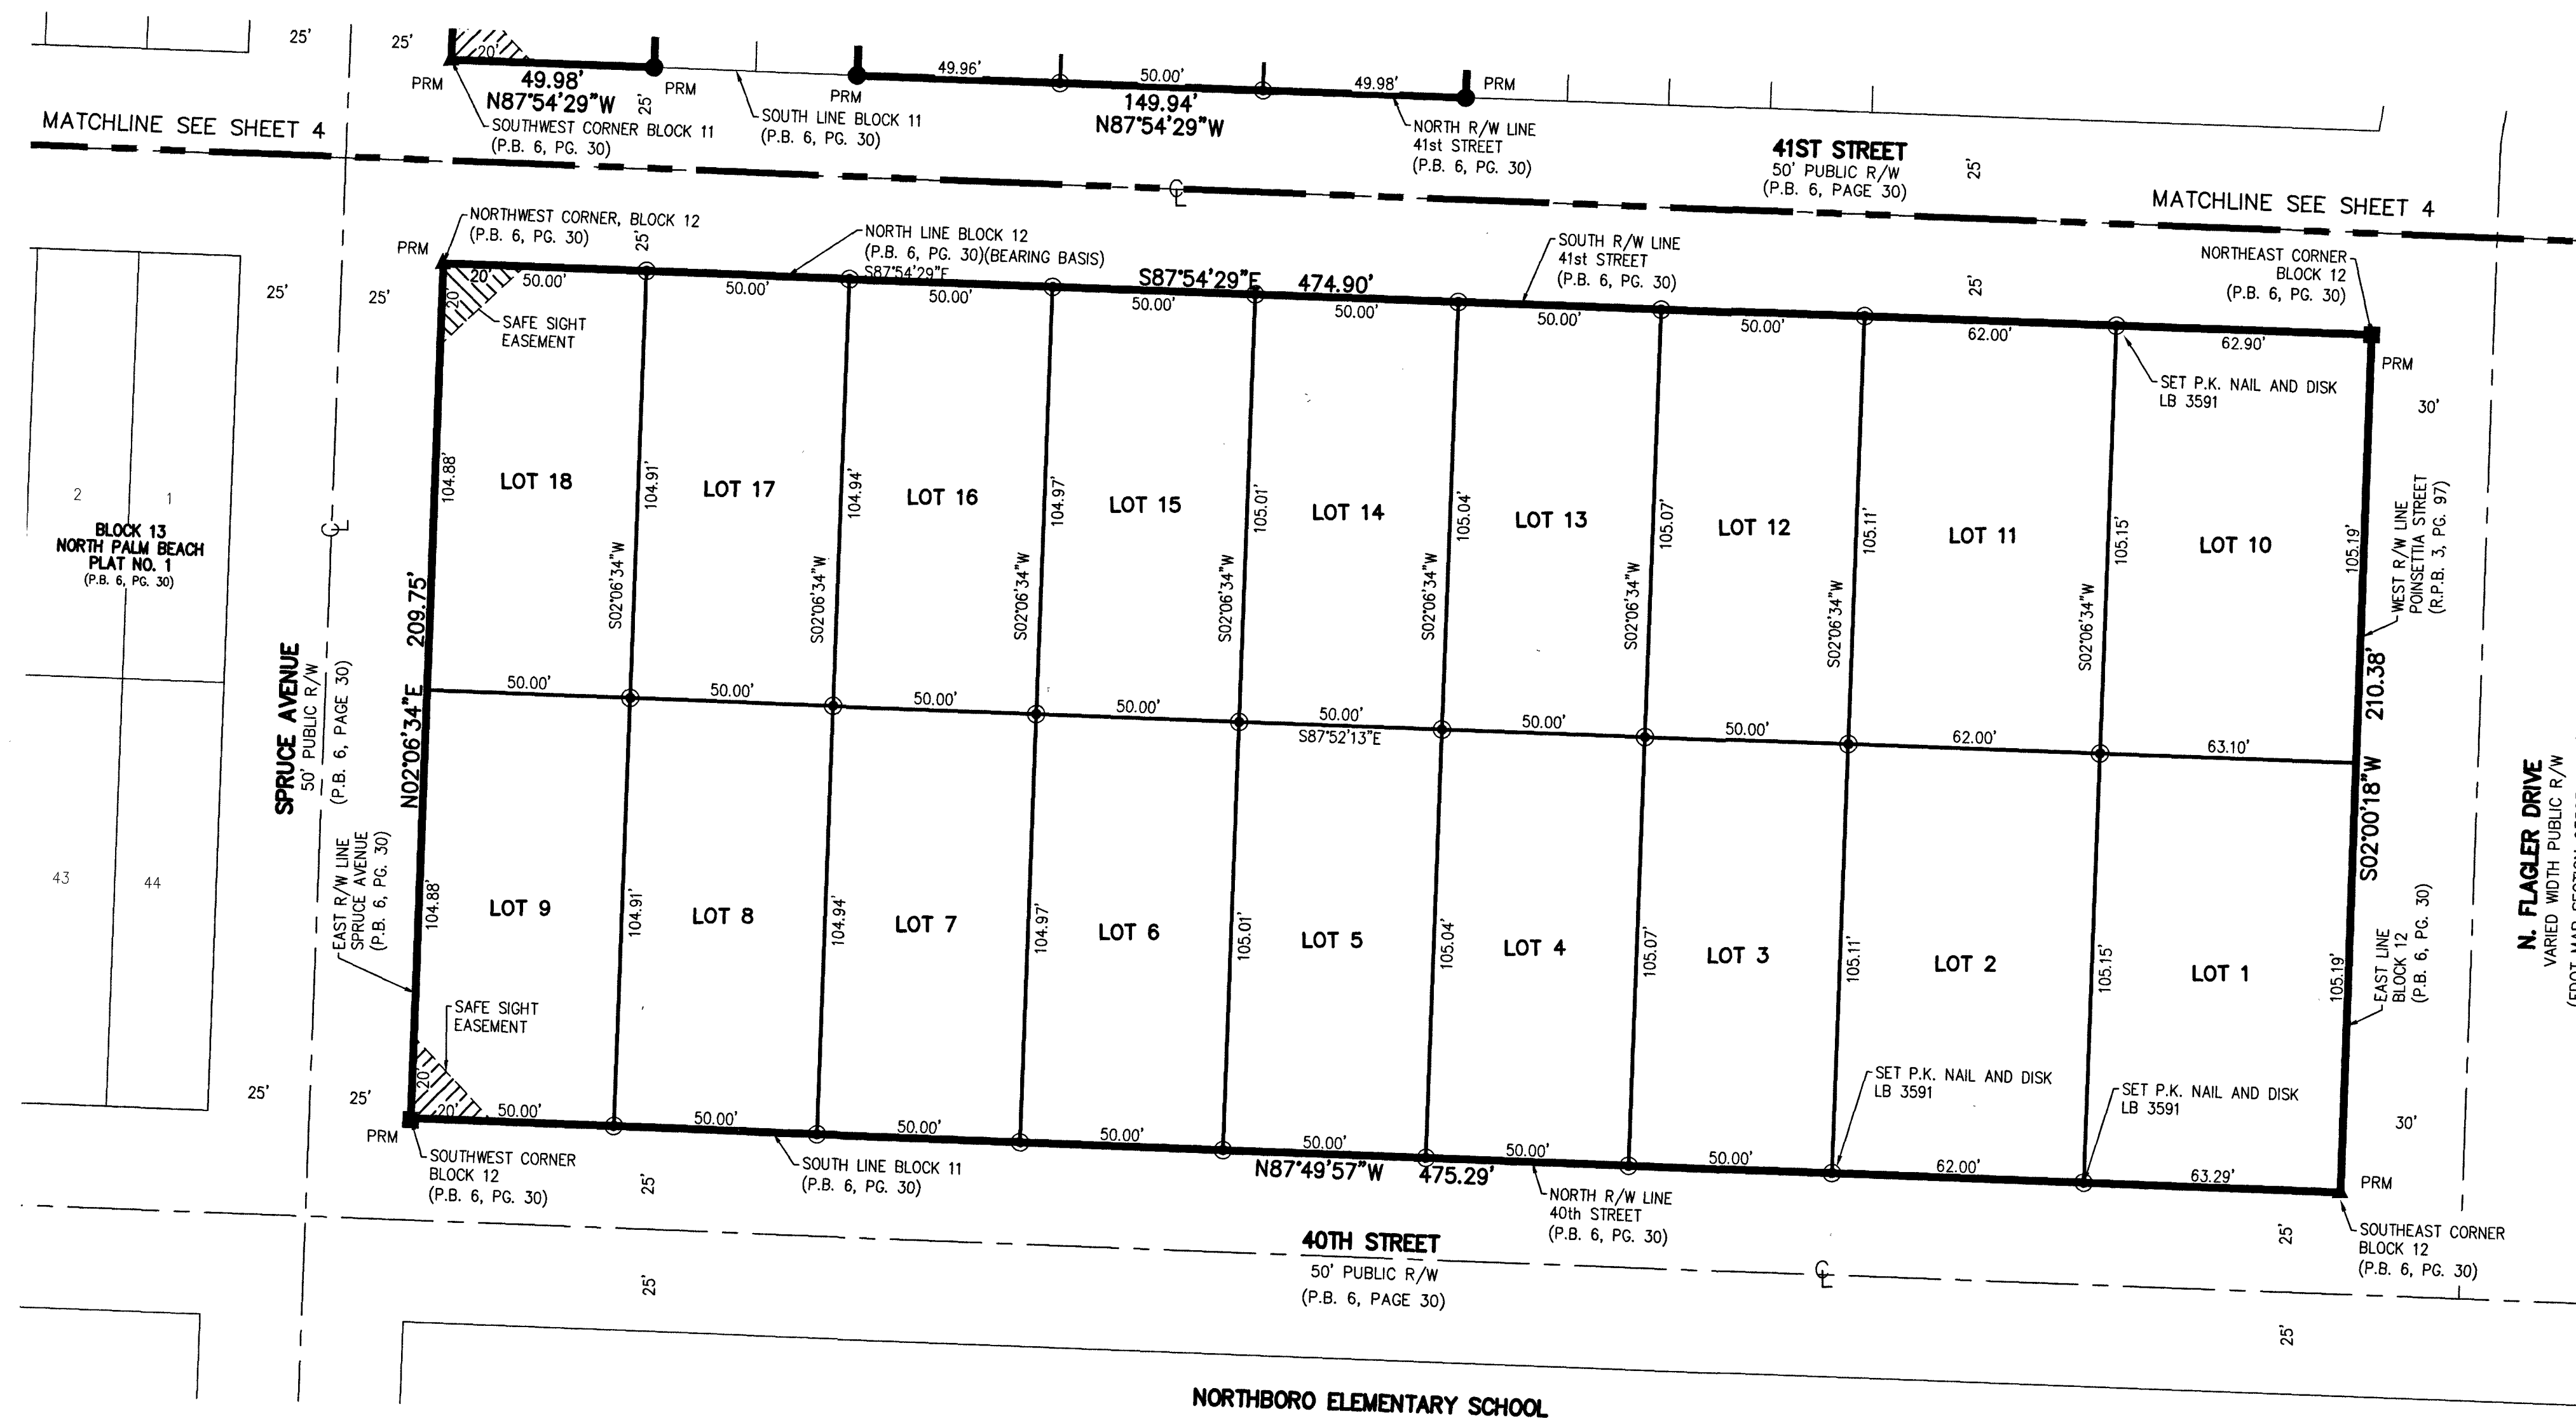 25'
25'
20'
PRM
49.98'
N87°54'29"W
25'
PRM
SOUTHWEST CORNER BLOCK 11
(P.B. 6, PG. 30)
SOUTH LINE BLOCK 11
(P.B. 6, PG. 30)
PRM
49.96'
50.00'
49.98'
PRM
149.94'
N87°54'29"W
NORTH R/W LINE
41st STREET
(P.B. 6, PG. 30)
41ST STREET
50' PUBLIC R/W
(P.B. 6, PAGE 30)
25'
MATCHLINE SEE SHEET 4
MATCHLINE SEE SHEET 4
℄
PRM
NORTHWEST CORNER, BLOCK 12
(P.B. 6, PG. 30)
25'
NORTH LINE BLOCK 12
(P.B. 6, PG. 30)(BEARING BASIS)
S87°54'29"E
S87°54'29"E 474.90'
SOUTH R/W LINE
41st STREET
(P.B. 6, PG. 30)
25'
NORTHEAST CORNER
BLOCK 12
(P.B. 6, PG. 30)
PRM
25'
25'
20'
20'
SAFE SIGHT
EASEMENT
50.00'
50.00'
50.00'
50.00'
50.00'
50.00'
50.00'
62.00'
62.90'
SET P.K. NAIL AND DISK
LB 3591
30'
104.88'
LOT 18
104.91'
LOT 17
104.94'
LOT 16
104.97'
LOT 15
105.01'
LOT 14
105.04'
LOT 13
105.07'
LOT 12
105.11'
LOT 11
105.15'
LOT 10
105.19'
S02°06'34"W
S02°06'34"W
S02°06'34"W
S02°06'34"W
S02°06'34"W
S02°06'34"W
S02°06'34"W
S02°06'34"W
WEST R/W LINE
POINSETTIA STREET
(R.P.B. 3, PG. 97)
2
1
BLOCK 13
NORTH PALM BEACH
PLAT NO. 1
(P.B. 6, PG. 30)
43
44
℄
SPRUCE AVENUE
50' PUBLIC R/W
(P.B. 6, PAGE 30)
N02°06'34"E 209.75'
EAST R/W LINE
SPRUCE AVENUE
(P.B. 6, PG. 30)
50.00'
50.00'
50.00'
50.00'
50.00'
S87°52'13"E
50.00'
50.00'
62.00'
63.10'
S02°00'18"W 210.38'
N. FLAGLER DRIVE
VARIED WIDTH PUBLIC R/W
104.88'
LOT 9
104.91'
LOT 8
104.94'
LOT 7
104.97'
LOT 6
105.01'
LOT 5
105.04'
LOT 4
105.07'
LOT 3
105.11'
LOT 2
105.15'
LOT 1
105.19'
EAST LINE
BLOCK 12
(P.B. 6, PG. 30)
SAFE SIGHT
EASEMENT
20'
20'
25'
25'
PRM
SOUTHWEST CORNER
BLOCK 12
(P.B. 6, PG. 30)
50.00'
50.00'
50.00'
50.00'
50.00'
50.00'
50.00'
62.00'
63.29'
SET P.K. NAIL AND DISK
LB 3591
SET P.K. NAIL AND DISK
LB 3591
30'
PRM
25'
SOUTH LINE BLOCK 11
(P.B. 6, PG. 30)
N87°49'57"W 475.29'
NORTH R/W LINE
40th STREET
(P.B. 6, PG. 30)
25'
SOUTHEAST CORNER
BLOCK 12
(P.B. 6, PG. 30)
40TH STREET
50' PUBLIC R/W
(P.B. 6, PAGE 30)
℄
25'
25'
NORTHBORO ELEMENTARY SCHOOL